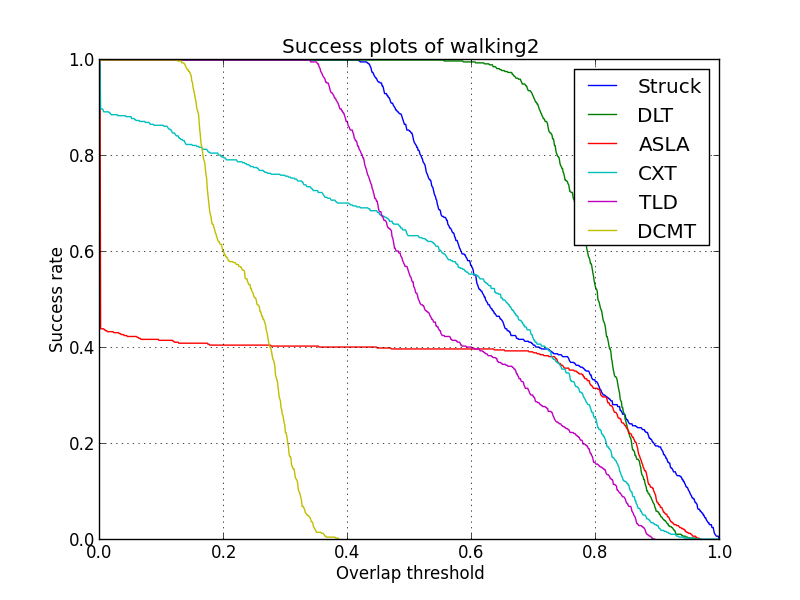 Success plots of walking2
Success rate
1.0
0.8
0.6
0.4
0.2
0.0
Struck
DLT
ASLA
CXT
TLD
DCMT
0.0 0.2 0.4 0.6 0.8 1.0
Overlap threshold